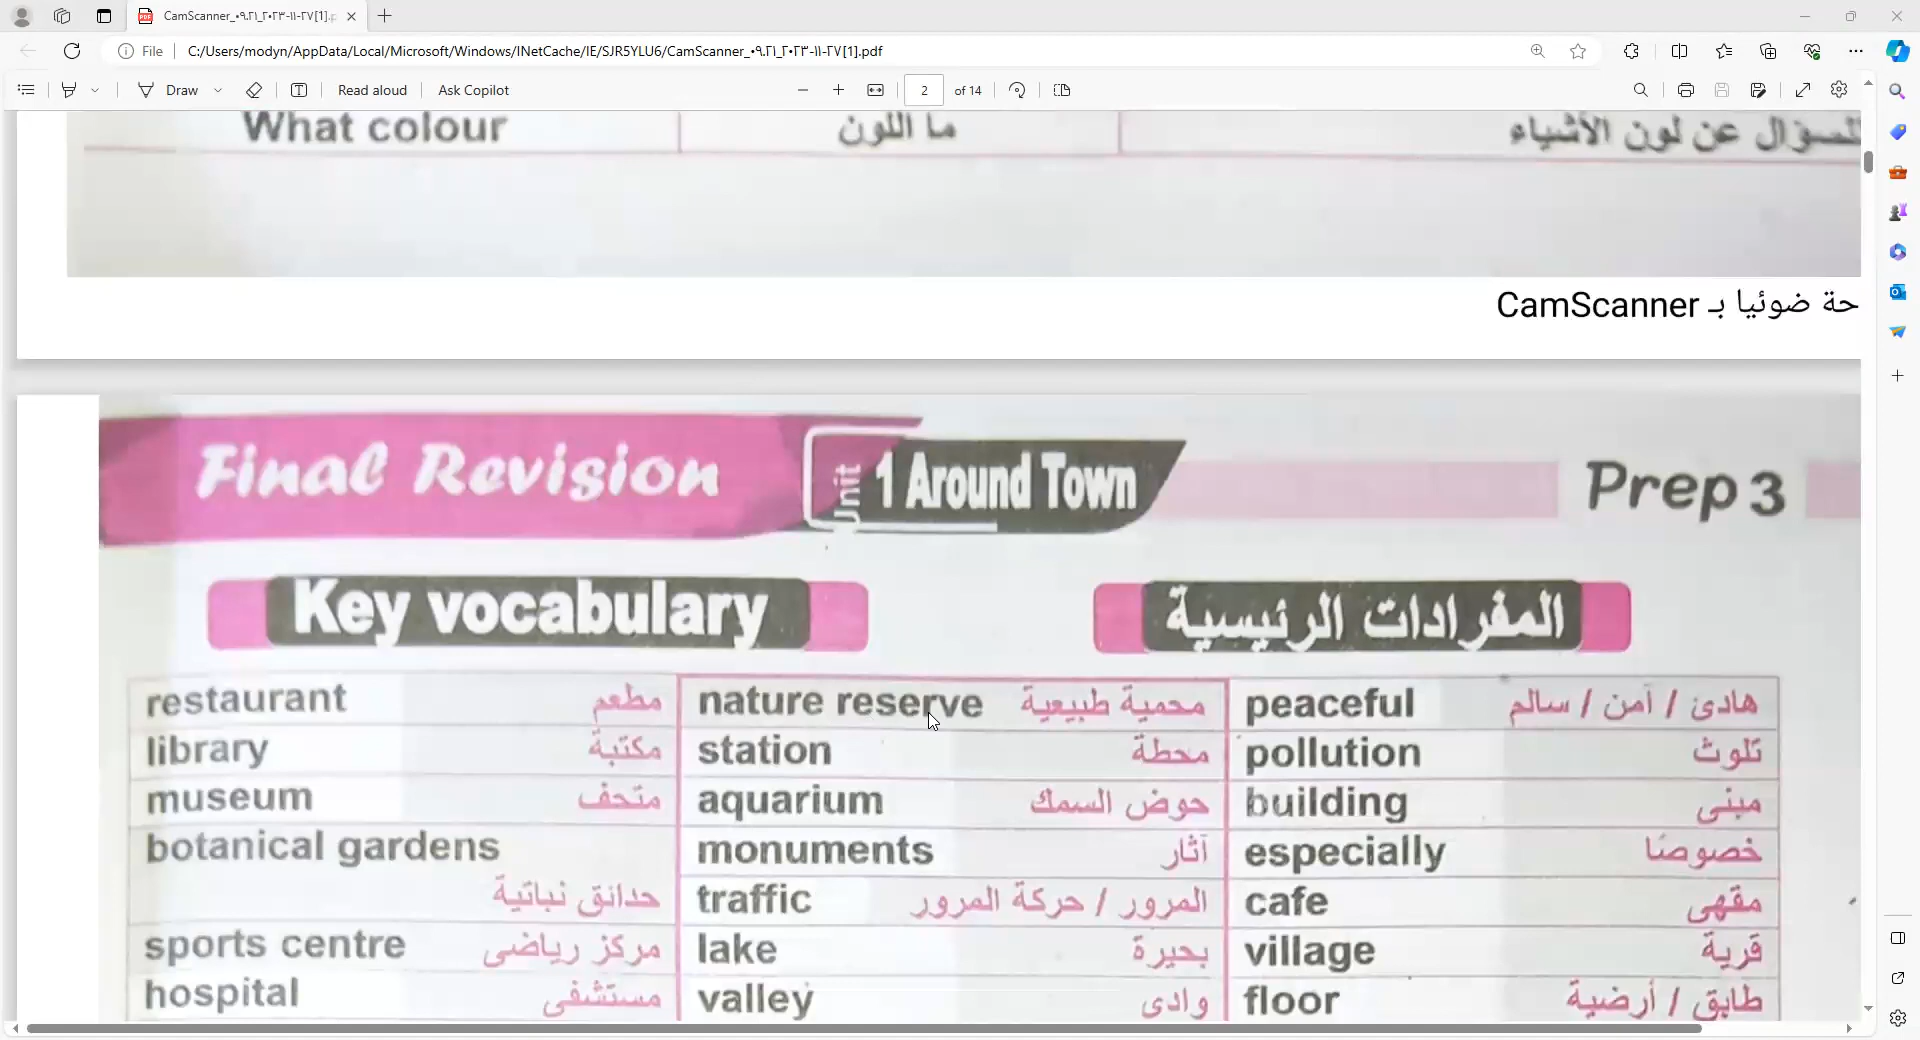 CamScanner_٠٩.٢١_٢٠٢٣-١١-٢٧[1].p
File
C:/Users/modyn/AppData/Local/Microsoft/Windows/INetCache/IE/SJR5YLU6/CamScanner_٠٩.٢١_٢٠٢٣-١١-٢٧[1].pdf
Draw
Read aloud
Ask Copilot
2 of 14
What colour ما اللون للسؤال عن لون الأشياء
حة ضوئيا بـ CamScanner
Final Revision Unit 1 Around Town Prep 3
Key vocabulary المفردات الرئيسية
restaurant مطعم nature reserve محمية طبيعية peaceful هادئ / آمن / سالم
library مكتبة station محطة pollution تلوث
museum متحف aquarium حوض السمك building مبنى
botanical gardens monuments آثار especially خصوصًا
حدائق نباتية traffic المرور / حركة المرور cafe مقهى
sports centre مركز رياضى lake بحيرة village قرية
hospital مستشفى valley وادى floor طابق / أرضية